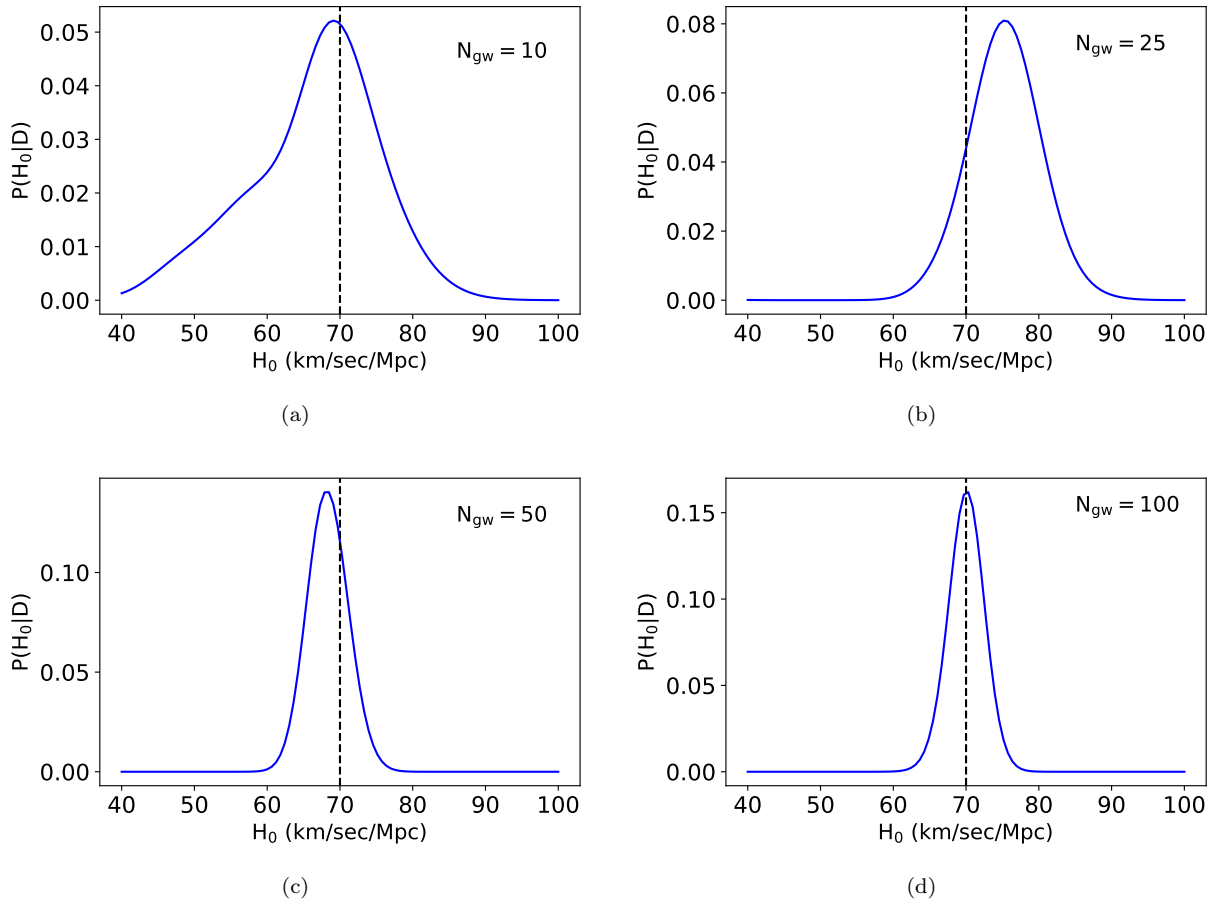 0.05
0.04
0.03
0.02
0.01
0.00
P(H₀|D)
N_gw = 10
40 50 60 70 80 90 100
H₀ (km/sec/Mpc)
(a)
0.08
0.06
0.04
0.02
0.00
P(H₀|D)
N_gw = 25
40 50 60 70 80 90 100
H₀ (km/sec/Mpc)
(b)
0.10
0.05
0.00
P(H₀|D)
N_gw = 50
40 50 60 70 80 90 100
H₀ (km/sec/Mpc)
(c)
0.15
0.10
0.05
0.00
P(H₀|D)
N_gw = 100
40 50 60 70 80 90 100
H₀ (km/sec/Mpc)
(d)